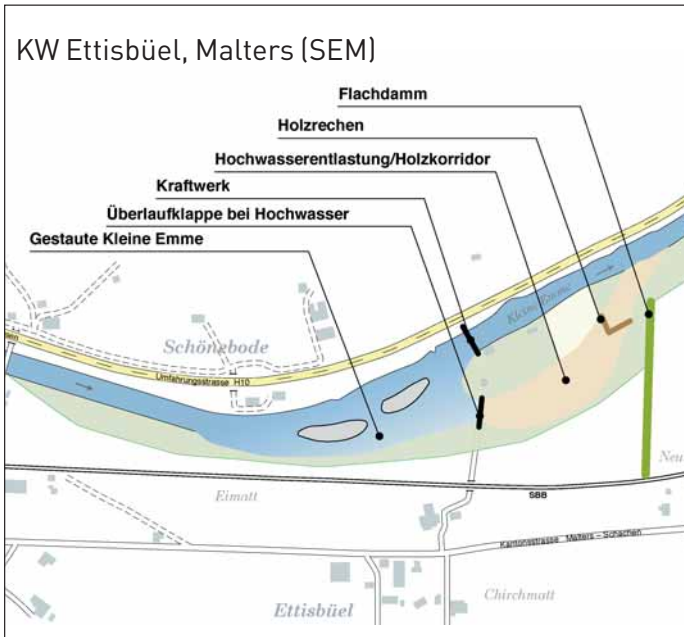 KW Ettisbüel, Malters (SEM)
Flachdamm
Holzrechen
Hochwasserentlastung/Holzkorridor
Kraftwerk
Überlaufklappe bei Hochwasser
Gestaute Kleine Emme
Kleine Emme
Schönebode
sen
Umfahrungsstrasse H10
Neu
Eimatt
SBB
Kantonsstrasse Malters – Schachen
Chirchmatt
Ettisbüel